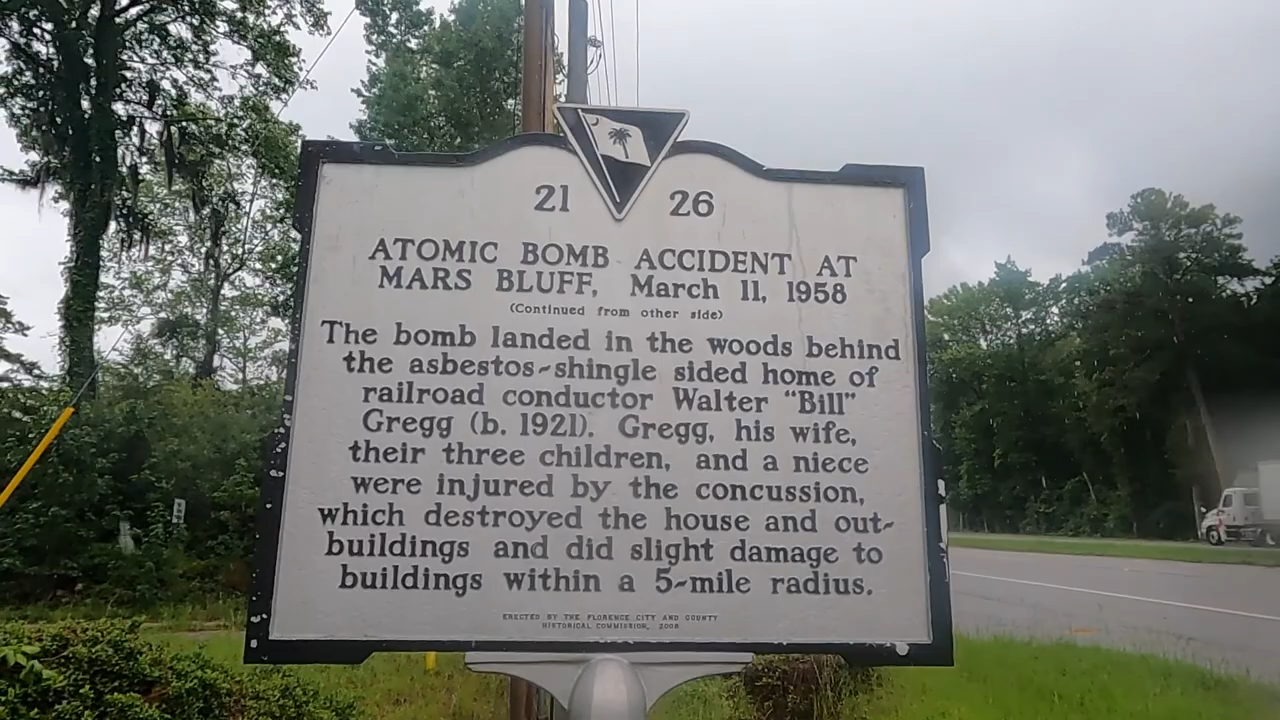 21 26
ATOMIC BOMB ACCIDENT AT
MARS BLUFF, March 11, 1958
(Continued from other side)
The bomb landed in the woods behind
the asbestos-shingle sided home of
railroad conductor Walter "Bill"
Gregg (b. 1921). Gregg, his wife,
their three children, and a niece
were injured by the concussion,
which destroyed the house and out-
buildings and did slight damage to
buildings within a 5-mile radius.
ERECTED BY THE FLORENCE CITY AND COUNTY
HISTORICAL COMMISSION, 2008